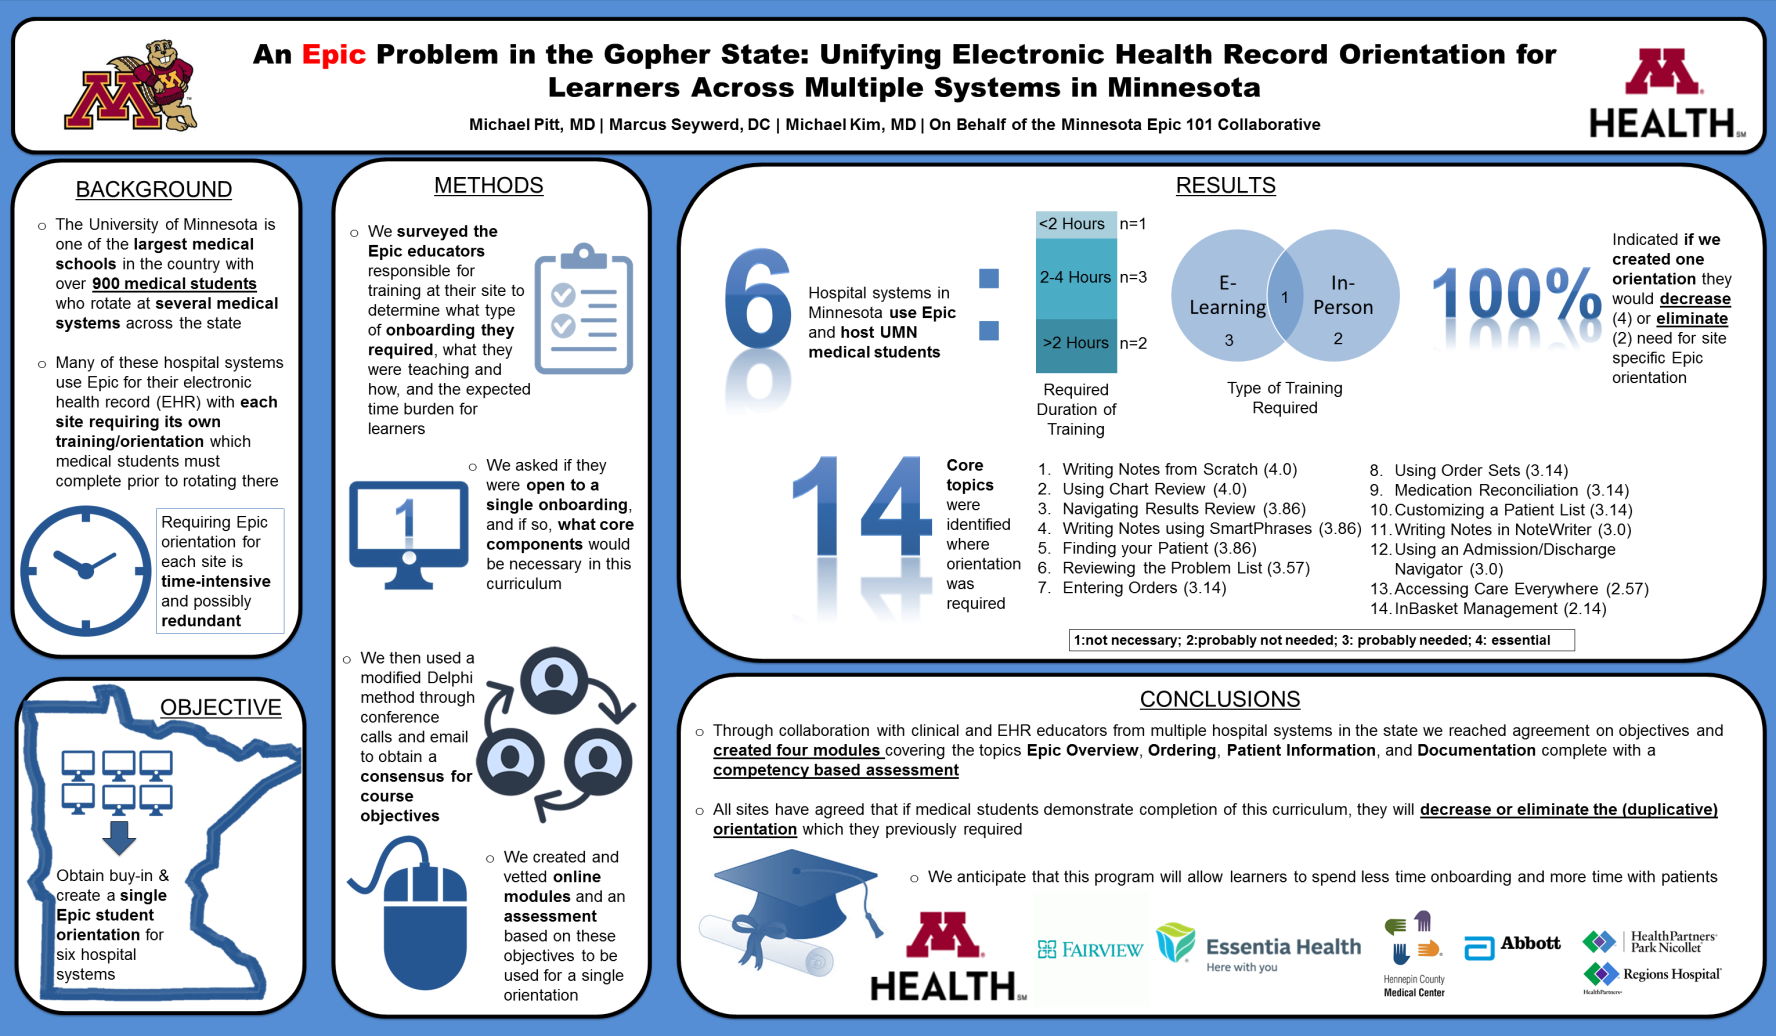 An Epic Problem in the Gopher State: Unifying Electronic Health Record Orientation for
Learners Across Multiple Systems in Minnesota
Michael Pitt, MD | Marcus Seywerd, DC | Michael Kim, MD | On Behalf of the Minnesota Epic 101 Collaborative
M
M
HEALTH SM
BACKGROUND
○ The University of Minnesota is
one of the largest medical
schools in the country with
over 900 medical students
who rotate at several medical
systems across the state
○ Many of these hospital systems
use Epic for their electronic
health record (EHR) with each
site requiring its own
training/orientation which
medical students must
complete prior to rotating there
Requiring Epic
orientation for
each site is
time-intensive
and possibly
redundant
OBJECTIVE
Obtain buy-in &
create a single
Epic student
orientation for
six hospital
systems
METHODS
○ We surveyed the
Epic educators
responsible for
training at their site to
determine what type
of onboarding they
required, what they
were teaching and
how, and the expected
time burden for
learners
1
○ We asked if they
were open to a
single onboarding,
and if so, what core
components would
be necessary in this
curriculum
○ We then used a
modified Delphi
method through
conference
calls and email
to obtain a
consensus for
course
objectives
○ We created and
vetted online
modules and an
assessment
based on these
objectives to be
used for a single
orientation
RESULTS
6
Hospital systems in
Minnesota use Epic
and host UMN
medical students
<2 Hours n=1
2-4 Hours n=3
>2 Hours n=2
Required
Duration of
Training
E-
Learning
3
1
In-
Person
2
Type of Training
Required
100%
Indicated if we
created one
orientation they
would decrease
(4) or eliminate
(2) need for site
specific Epic
orientation
14
Core
topics
were
identified
where
orientation
was
required
1. Writing Notes from Scratch (4.0)
2. Using Chart Review (4.0)
3. Navigating Results Review (3.86)
4. Writing Notes using SmartPhrases (3.86)
5. Finding your Patient (3.86)
6. Reviewing the Problem List (3.57)
7. Entering Orders (3.14)
8. Using Order Sets (3.14)
9. Medication Reconciliation (3.14)
10. Customizing a Patient List (3.14)
11. Writing Notes in NoteWriter (3.0)
12. Using an Admission/Discharge
Navigator (3.0)
13. Accessing Care Everywhere (2.57)
14. InBasket Management (2.14)
1:not necessary; 2:probably not needed; 3: probably needed; 4: essential
CONCLUSIONS
○ Through collaboration with clinical and EHR educators from multiple hospital systems in the state we reached agreement on objectives and
created four modules covering the topics Epic Overview, Ordering, Patient Information, and Documentation complete with a
competency based assessment
○ All sites have agreed that if medical students demonstrate completion of this curriculum, they will decrease or eliminate the (duplicative)
orientation which they previously required
○ We anticipate that this program will allow learners to spend less time onboarding and more time with patients
M
HEALTH SM
FAIRVIEW
Essentia Health
Here with you
Hennepin County
Medical Center
Abbott
HealthPartners
Park Nicollet
Regions Hospital
HealthPartners